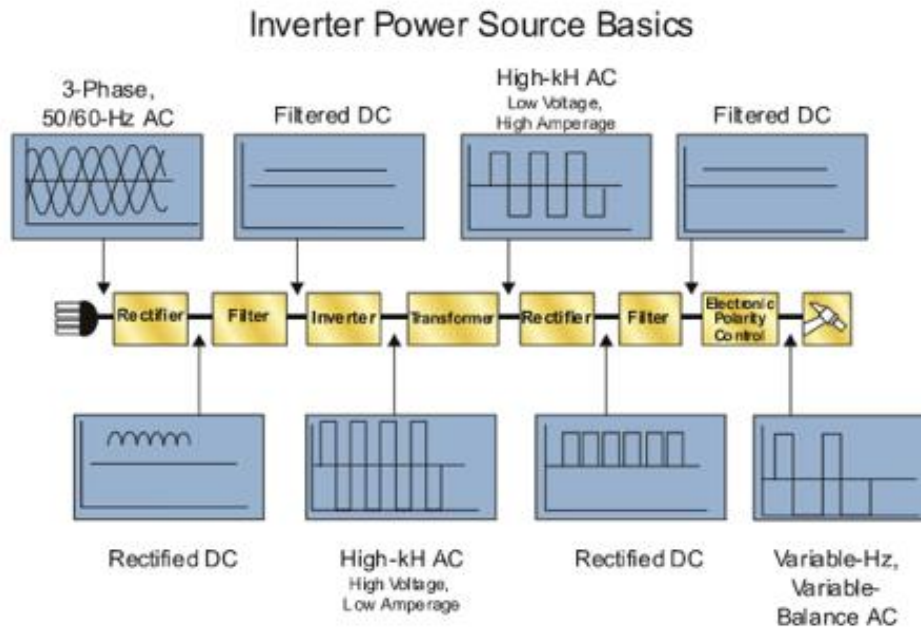 Inverter Power Source Basics
3-Phase,
50/60-Hz AC
Filtered DC
High-kH AC
Low Voltage,
High Amperage
Filtered DC
Rectifier
Filter
Inverter
Transformer
Rectifier
Filter
Electronic
Polarity
Control
Rectified DC
High-kH AC
High Voltage,
Low Amperage
Rectified DC
Variable-Hz,
Variable-
Balance AC